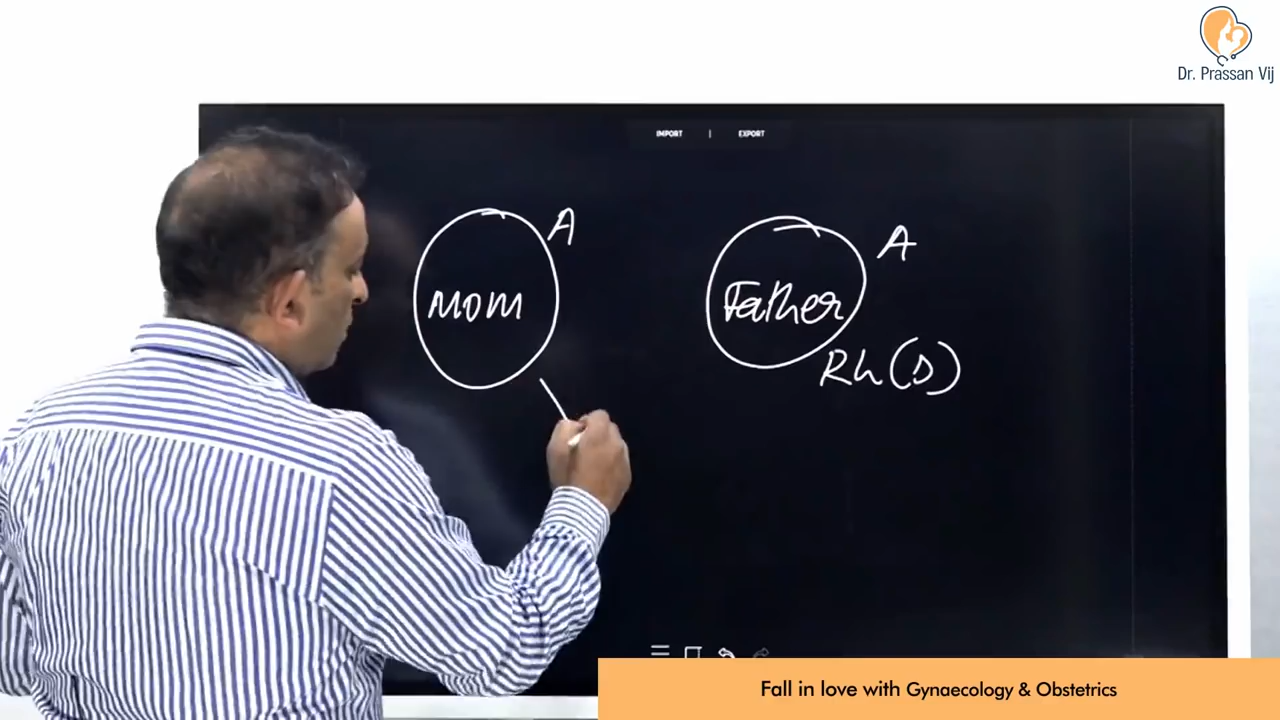 Dr. Prassan Vij
IMPORT | EXPORT
A
Mom
A
Father
Rh(D)
Fall in love with Gynaecology & Obstetrics